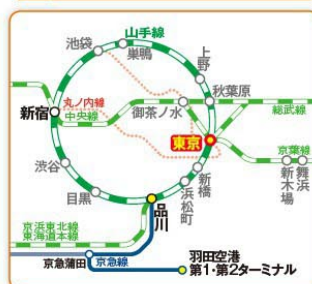 山手線
池袋
巣鴨
上野
秋葉原
新宿
丸ノ内線
中央線
御茶ノ水
総武線
東京
京葉線
舞浜
新木場
渋谷
目黒
品川
浜松町
新橋
京浜東北線
東海道本線
京急蒲田
京急線
羽田空港
第1・第2ターミナル